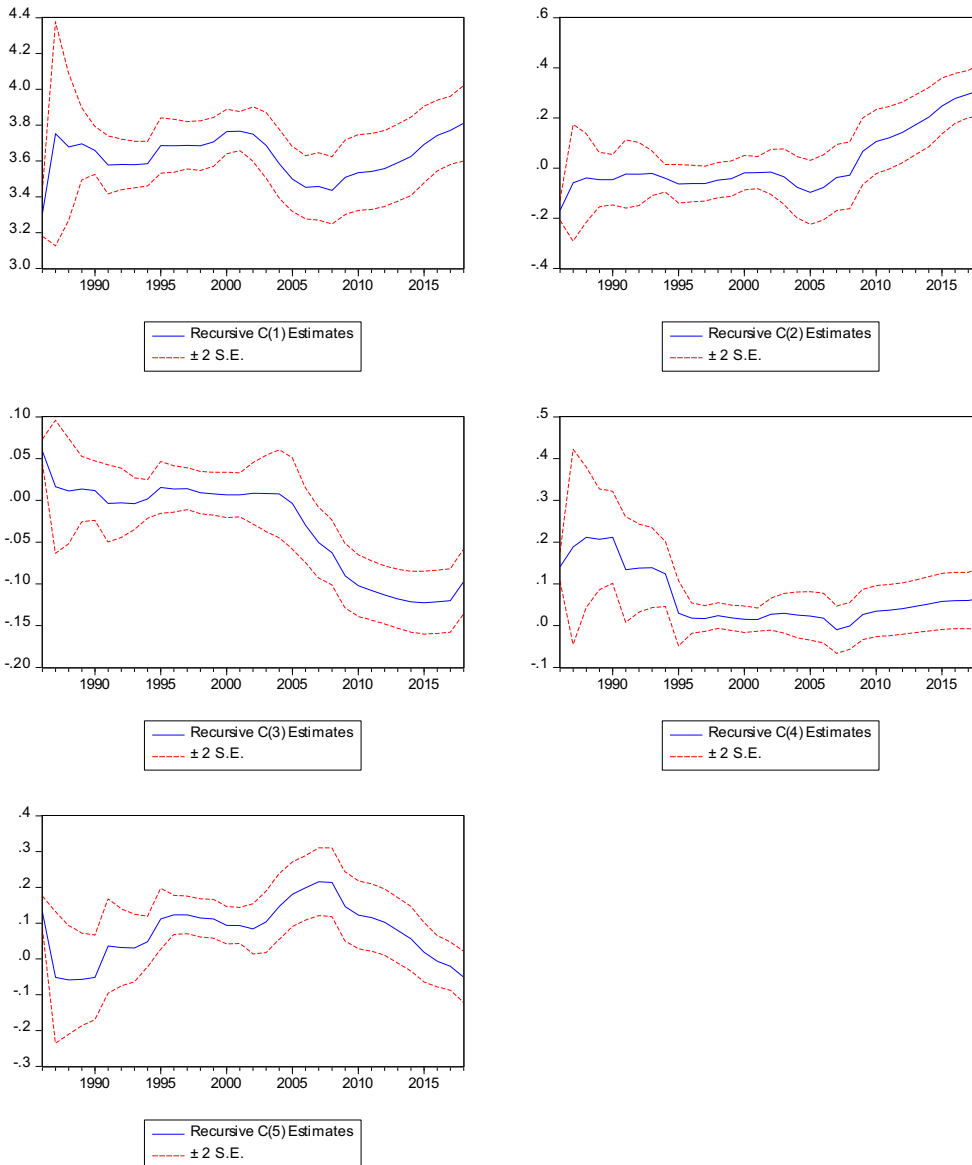 4.4
4.2
4.0
3.8
3.6
3.4
3.2
3.0
1990 1995 2000 2005 2010 2015
Recursive C(1) Estimates
± 2 S.E.
.6
.4
.2
.0
-.2
-.4
1990 1995 2000 2005 2010 2015
Recursive C(2) Estimates
± 2 S.E.
.10
.05
.00
-.05
-.10
-.15
-.20
1990 1995 2000 2005 2010 2015
Recursive C(3) Estimates
± 2 S.E.
.5
.4
.3
.2
.1
.0
-.1
1990 1995 2000 2005 2010 2015
Recursive C(4) Estimates
± 2 S.E.
.4
.3
.2
.1
.0
-.1
-.2
-.3
1990 1995 2000 2005 2010 2015
Recursive C(5) Estimates
± 2 S.E.